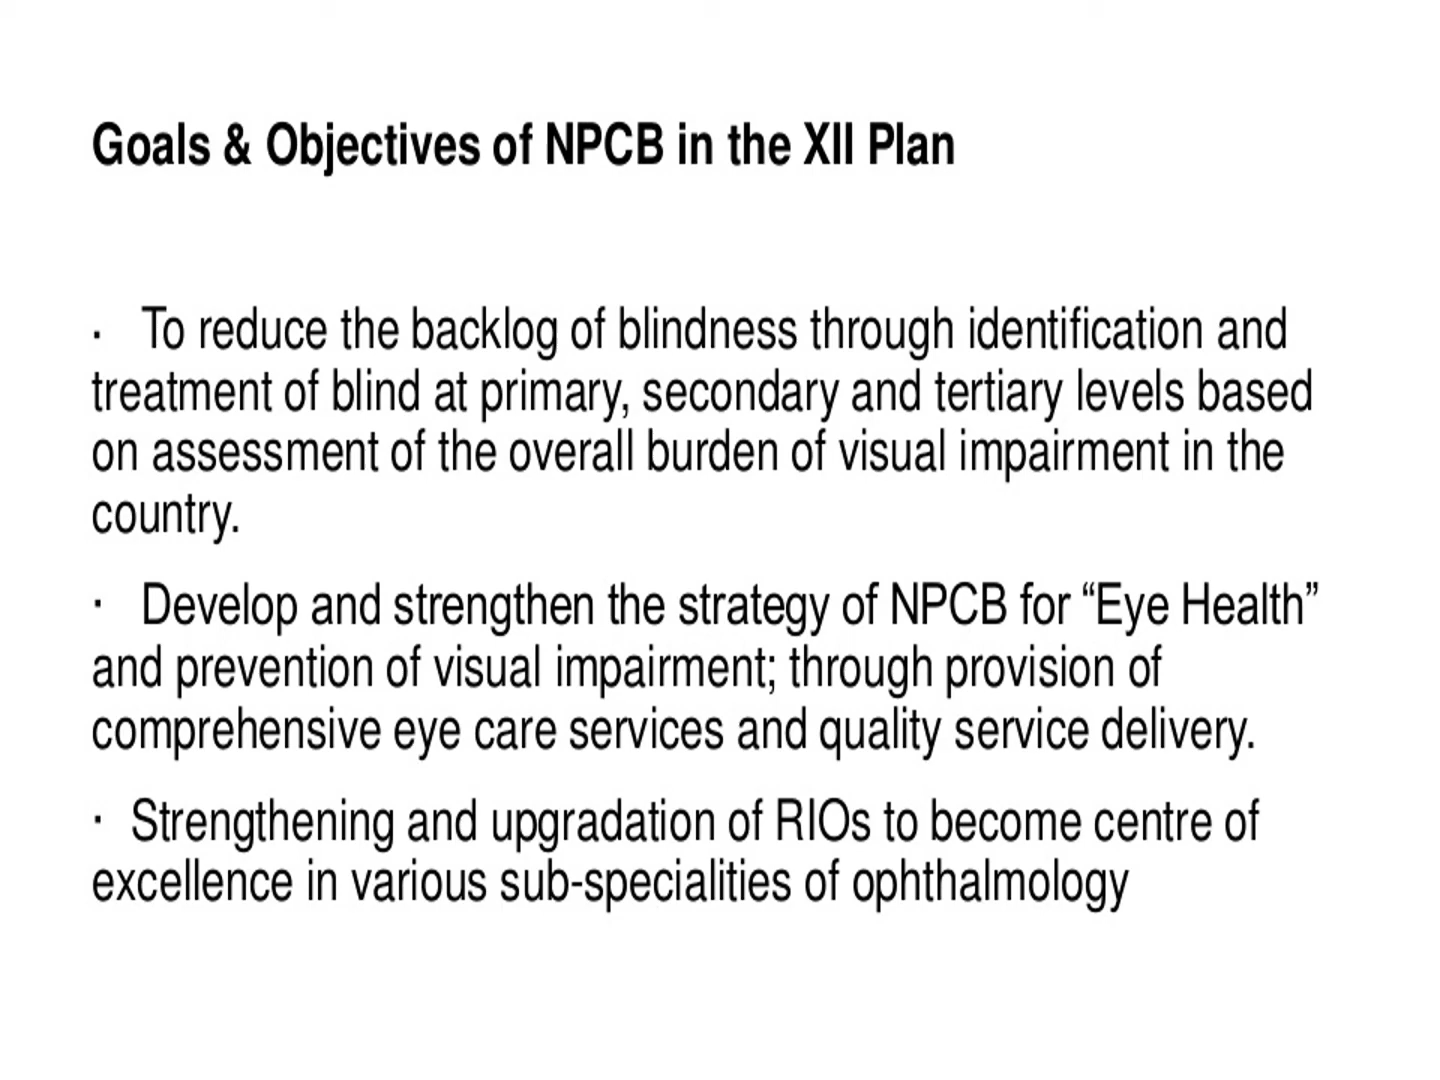 Goals & Objectives of NPCB in the XII Plan
· To reduce the backlog of blindness through identification and
treatment of blind at primary, secondary and tertiary levels based
on assessment of the overall burden of visual impairment in the
country.
· Develop and strengthen the strategy of NPCB for “Eye Health”
and prevention of visual impairment; through provision of
comprehensive eye care services and quality service delivery.
· Strengthening and upgradation of RIOs to become centre of
excellence in various sub-specialities of ophthalmology